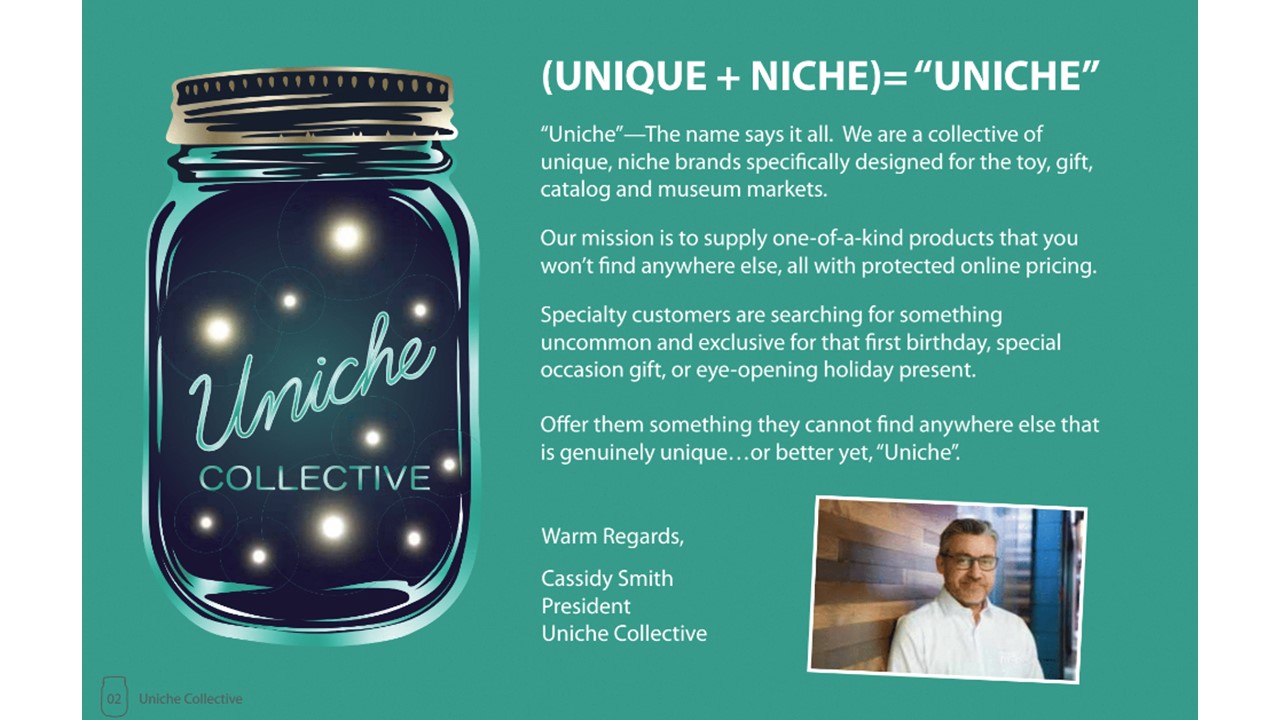 Uniche
COLLECTIVE
(UNIQUE + NICHE)= “UNICHE”
“Uniche”—The name says it all.  We are a collective of
unique, niche brands specifically designed for the toy, gift,
catalog and museum markets.
Our mission is to supply one-of-a-kind products that you
won’t find anywhere else, all with protected online pricing.
Specialty customers are searching for something
uncommon and exclusive for that first birthday, special
occasion gift, or eye-opening holiday present.
Offer them something they cannot find anywhere else that
is genuinely unique…or better yet, “Uniche”.
Warm Regards,
Cassidy Smith
President
Uniche Collective
02 Uniche Collective